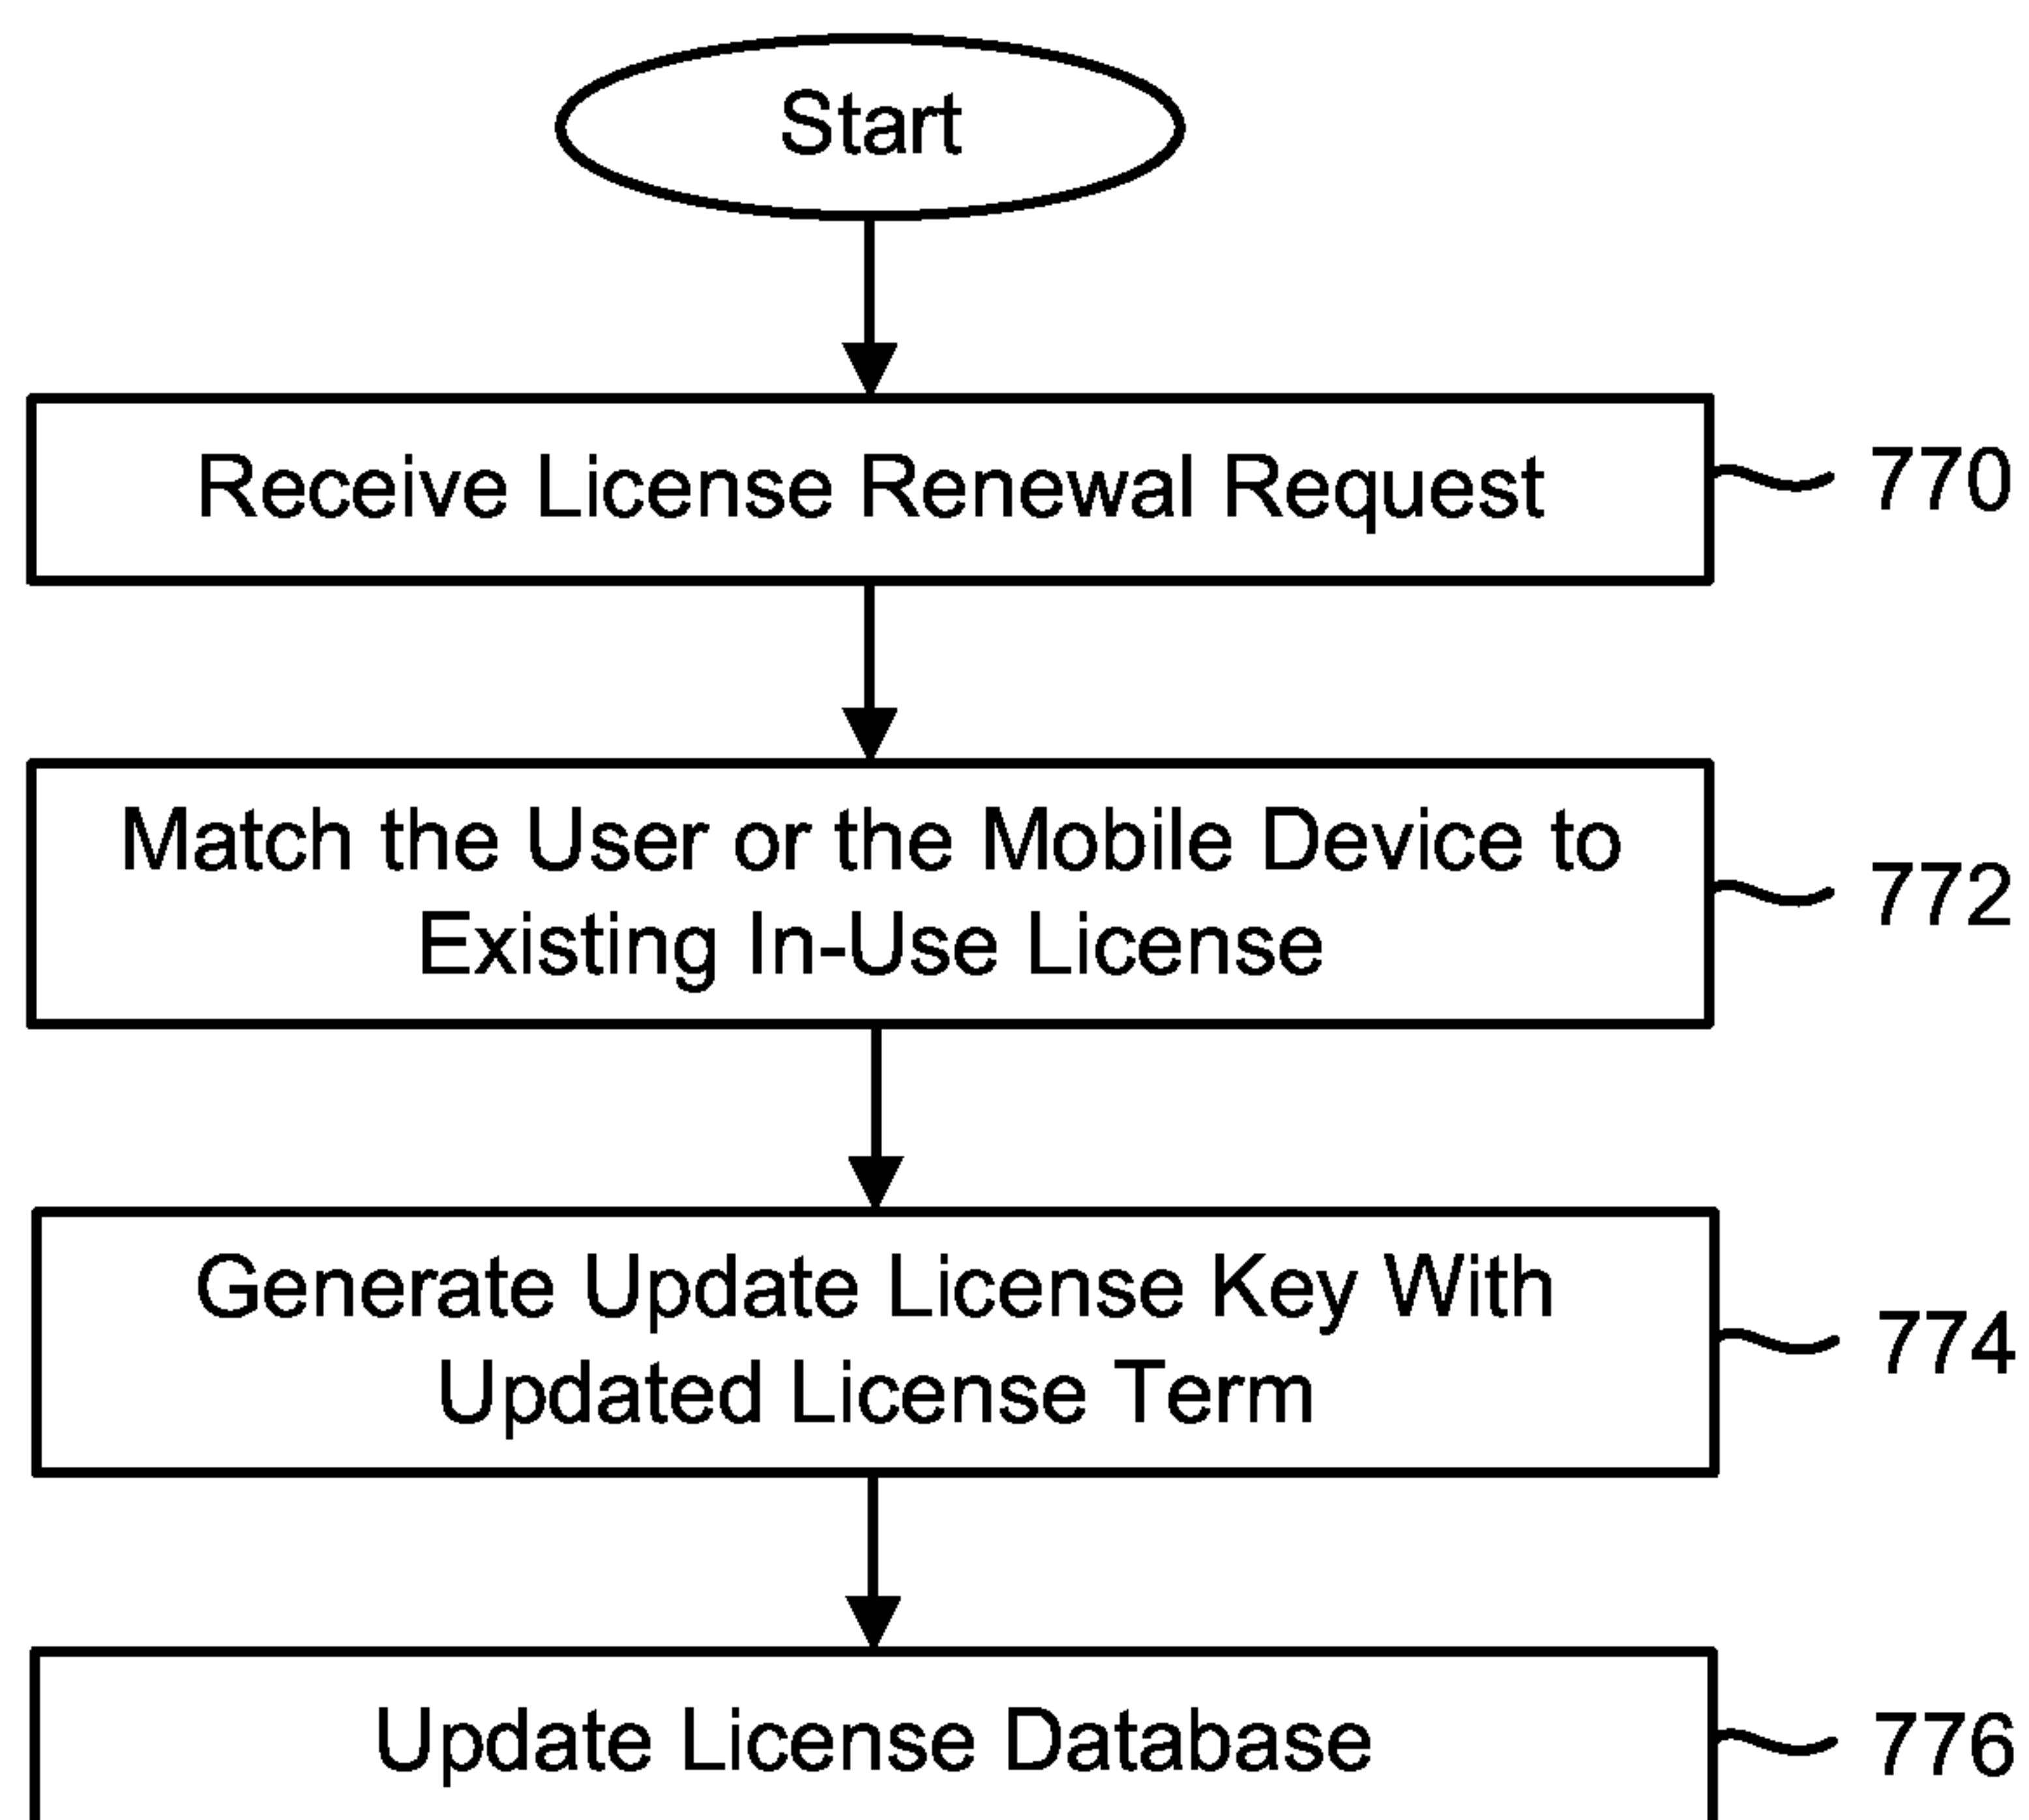 Start
Receive License Renewal Request
770
Match the User or the Mobile Device to
Existing In-Use License
772
Generate Update License Key With
Updated License Term
774
Update License Database
776